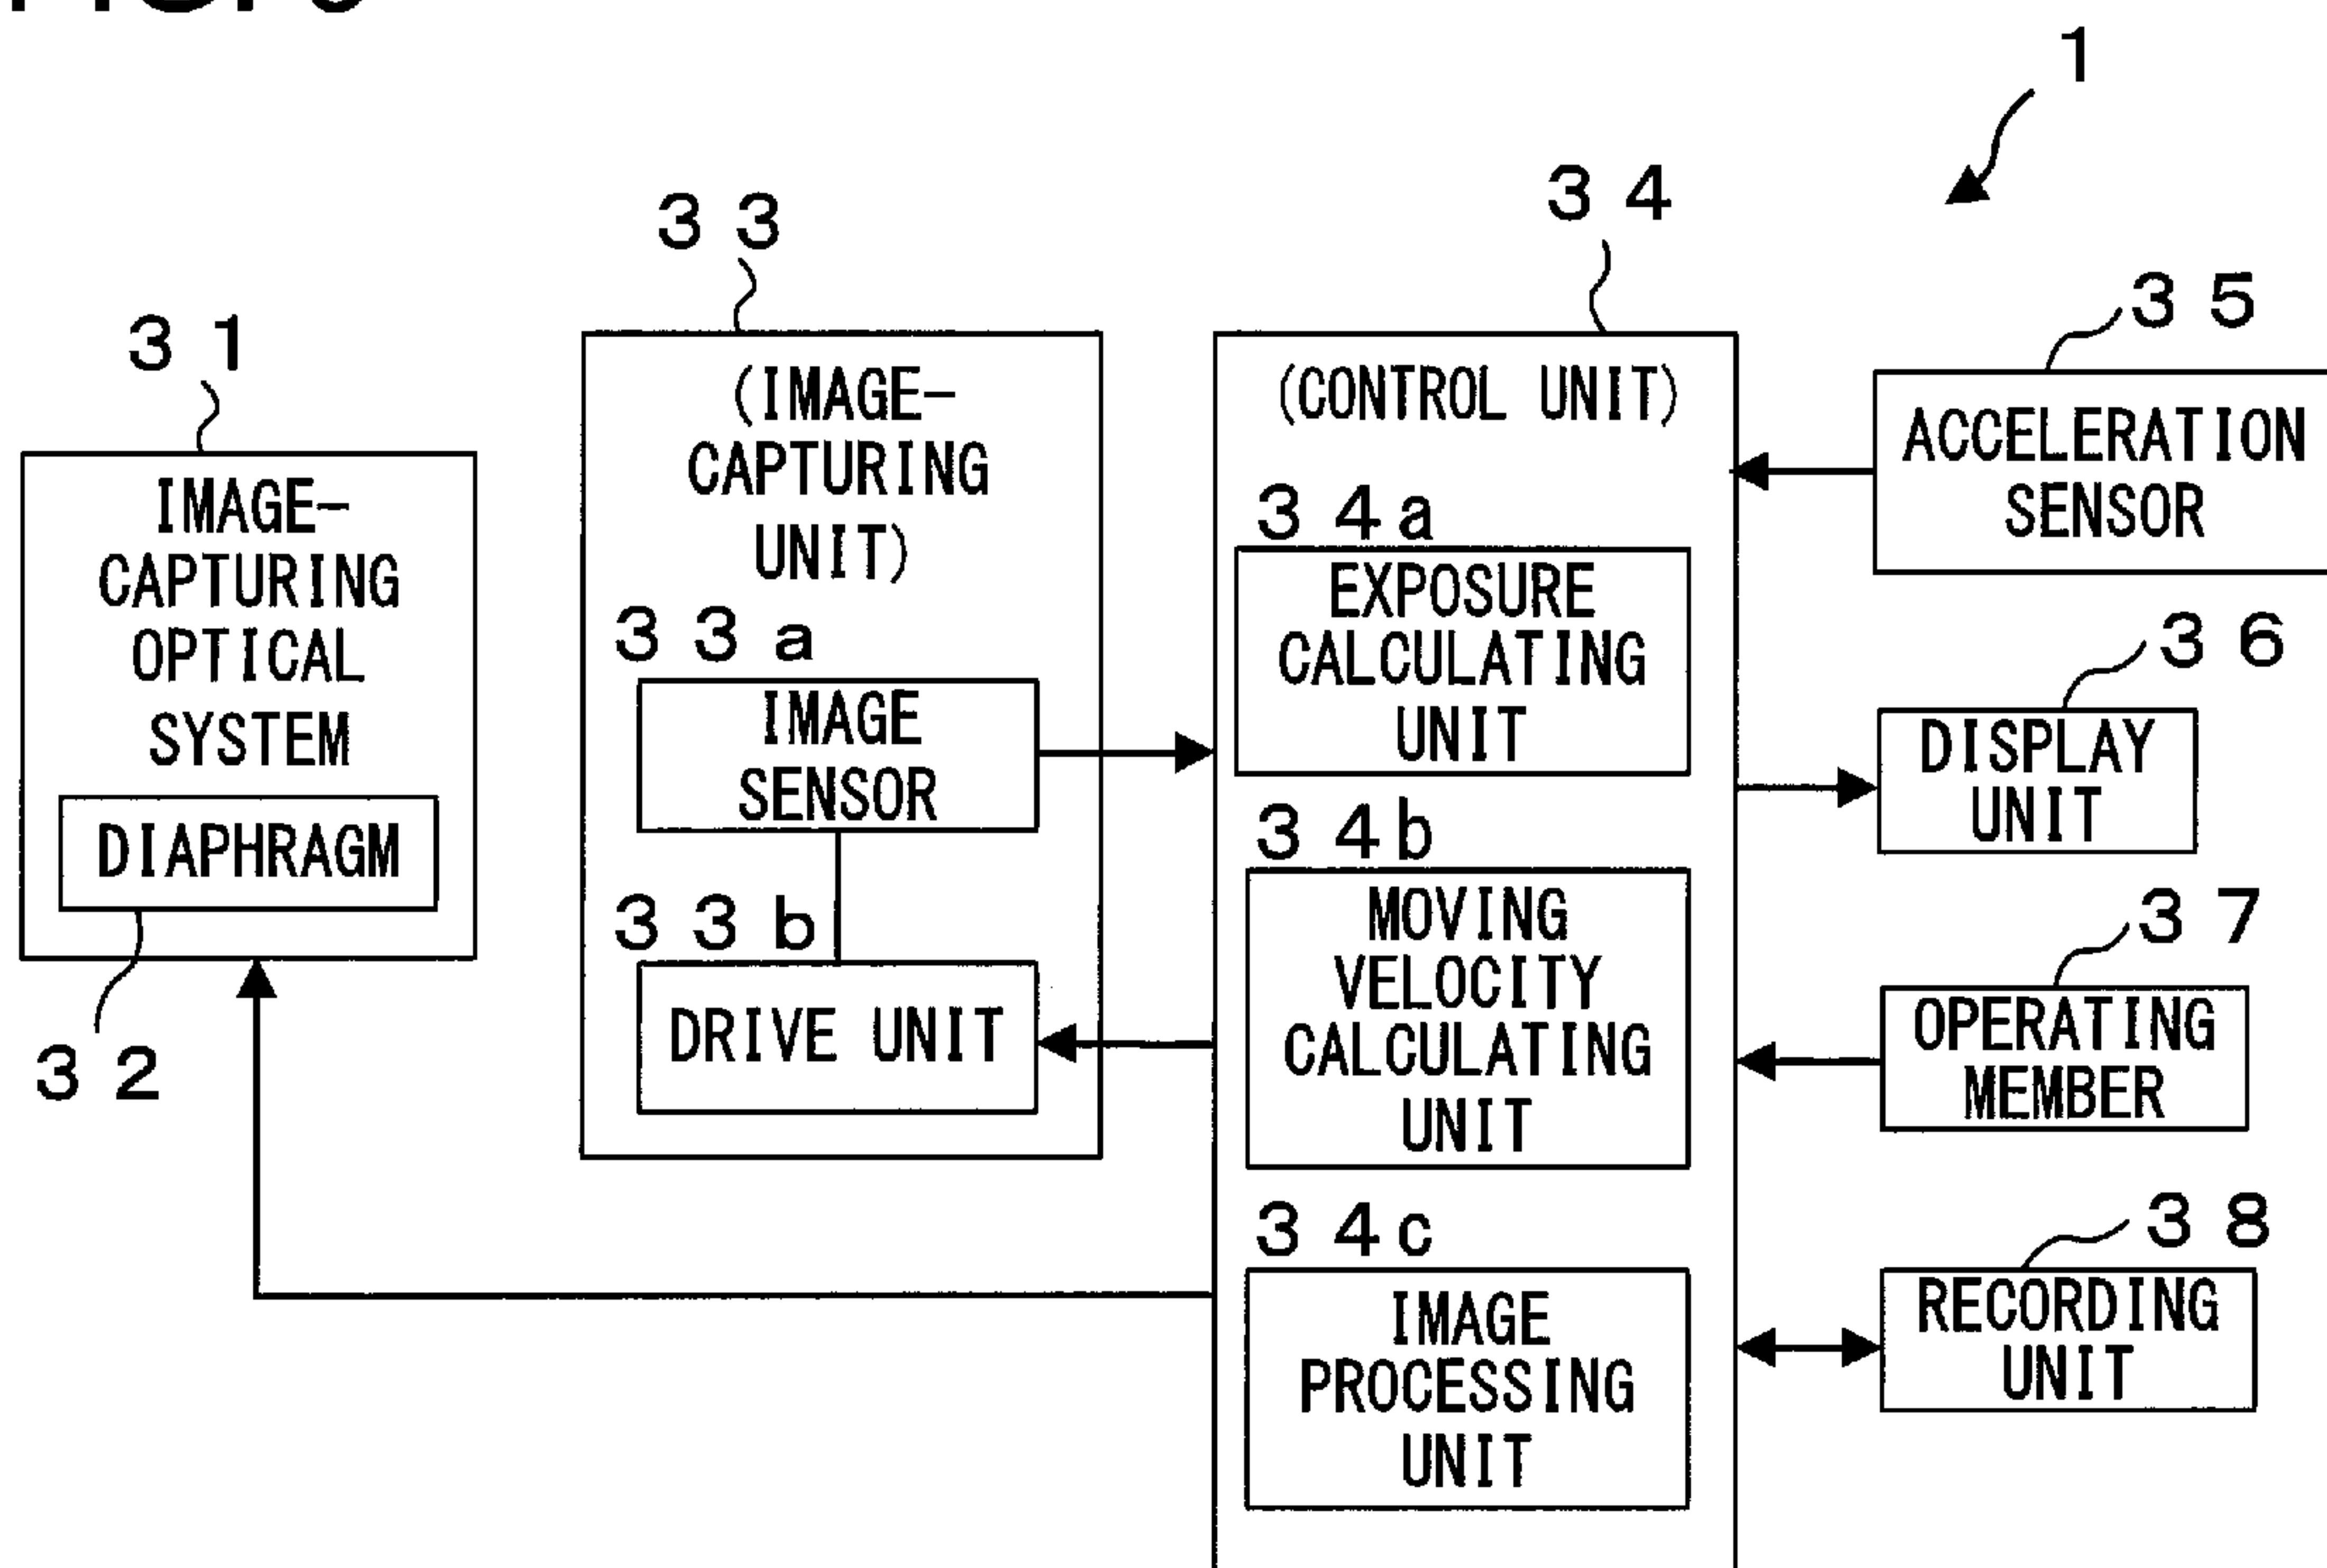 1
31
IMAGE-
CAPTURING
OPTICAL
SYSTEM
DIAPHRAGM
32
33
(IMAGE-
CAPTURING
UNIT)
33a
IMAGE
SENSOR
33b
DRIVE UNIT
34
(CONTROL UNIT)
34a
EXPOSURE
CALCULATING
UNIT
34b
MOVING
VELOCITY
CALCULATING
UNIT
34c
IMAGE
PROCESSING
UNIT
35
ACCELERATION
SENSOR
36
DISPLAY
UNIT
37
OPERATING
MEMBER
38
RECORDING
UNIT